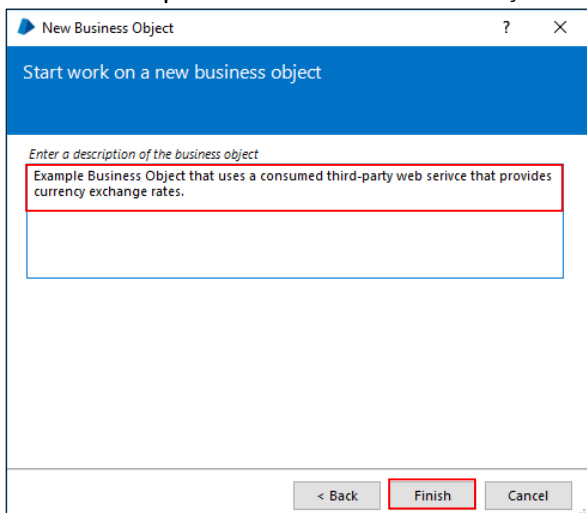 New Business Object ?
Start work on a new business object
Enter a description of the business object
Example Business Object that uses a consumed third-party web serivce that provides
currency exchange rates.
< Back Finish Cancel